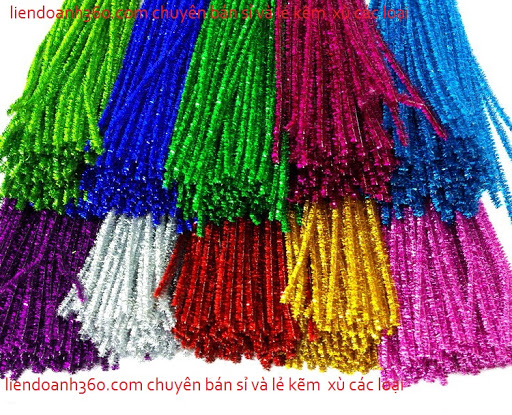 liendoanh360.com chuyên bán sỉ và lẻ kẽm xù các loại
liendoanh360.com chuyên bán sỉ và lẻ kẽm xù các loại